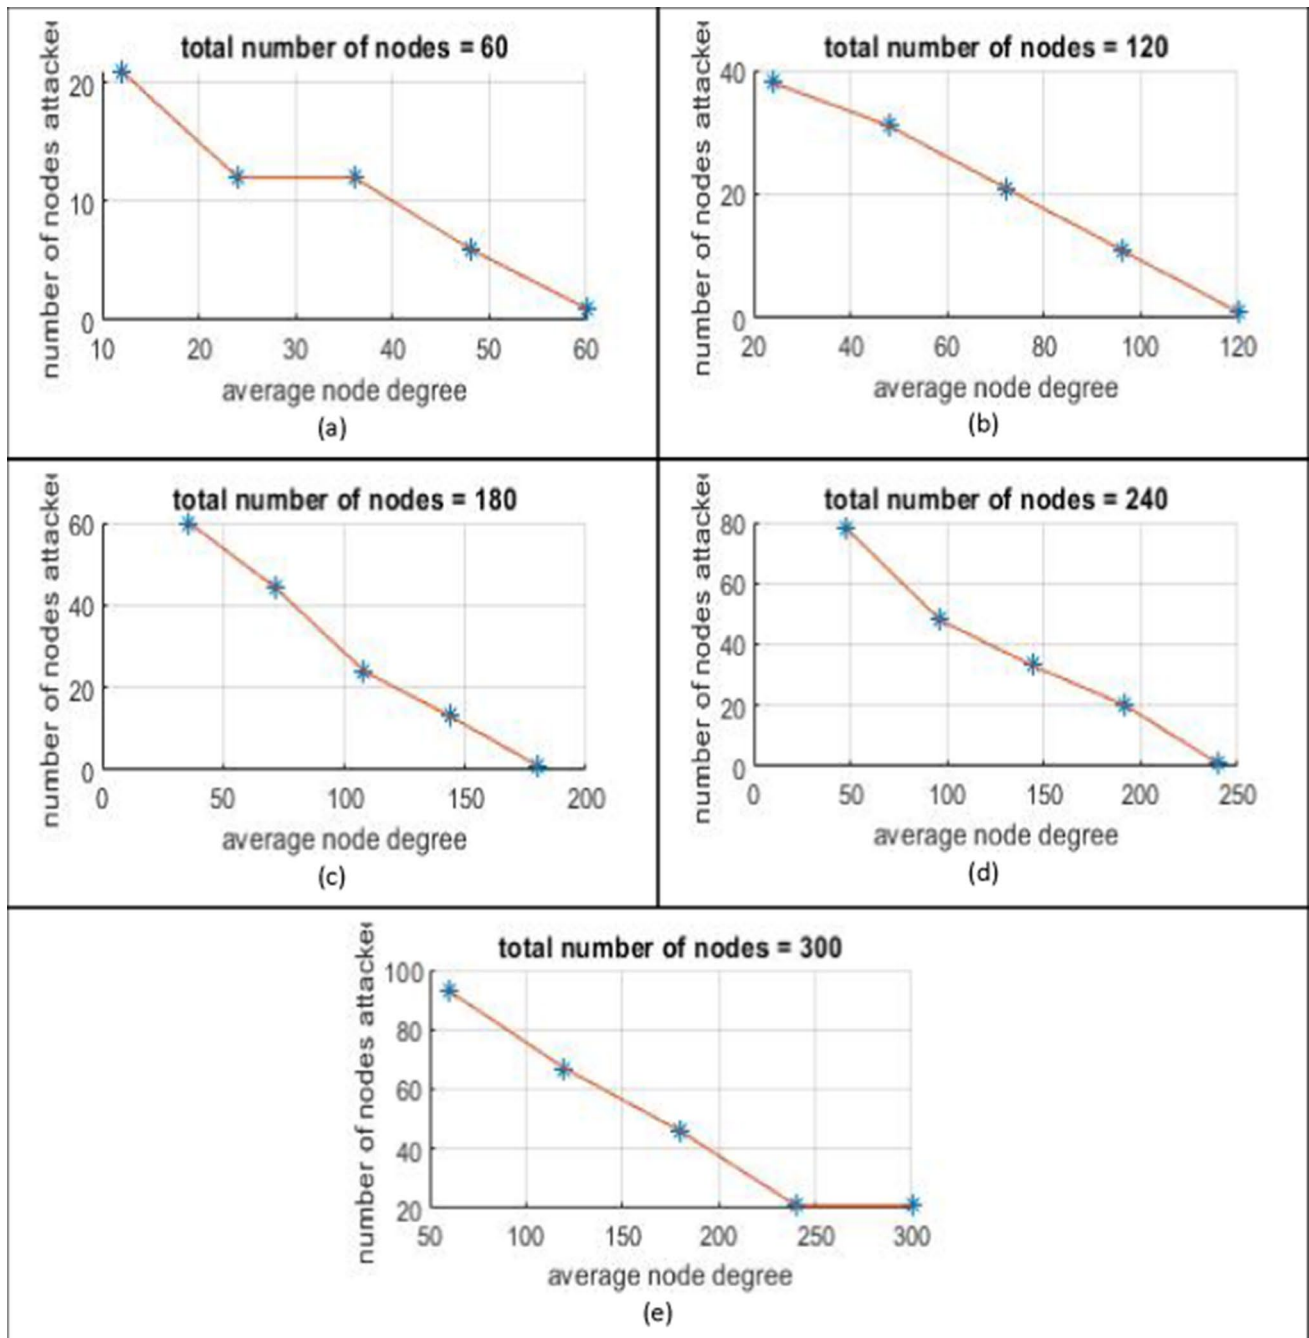 total number of nodes = 60
number of nodes attacked
20
10
0
10 20 30 40 50 60
average node degree
(a)
total number of nodes = 120
number of nodes attacked
40
20
0
20 40 60 80 100 120
average node degree
(b)
total number of nodes = 180
number of nodes attacked
60
40
20
0
0 50 100 150 200
average node degree
(c)
total number of nodes = 240
number of nodes attacked
80
60
40
20
0
0 50 100 150 200 250
average node degree
(d)
total number of nodes = 300
number of nodes attacked
100
80
60
40
20
50 100 150 200 250 300
average node degree
(e)